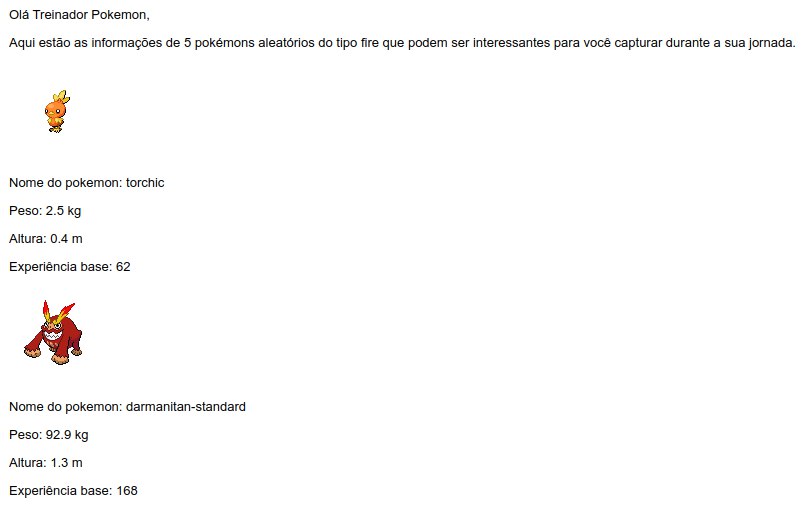 Olá Treinador Pokemon,
Aqui estão as informações de 5 pokémons aleatórios do tipo fire que podem ser interessantes para você capturar durante a sua jornada.
Nome do pokemon: torchic
Peso: 2.5 kg
Altura: 0.4 m
Experiência base: 62
Nome do pokemon: darmanitan-standard
Peso: 92.9 kg
Altura: 1.3 m
Experiência base: 168